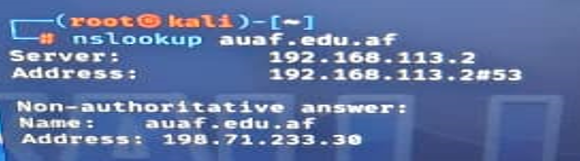 ┌──(root㉿kali)-[~]
└─# nslookup auaf.edu.af
Server: 192.168.113.2
Address: 192.168.113.2#53
Non-authoritative answer:
Name: auaf.edu.af
Address: 198.71.233.30